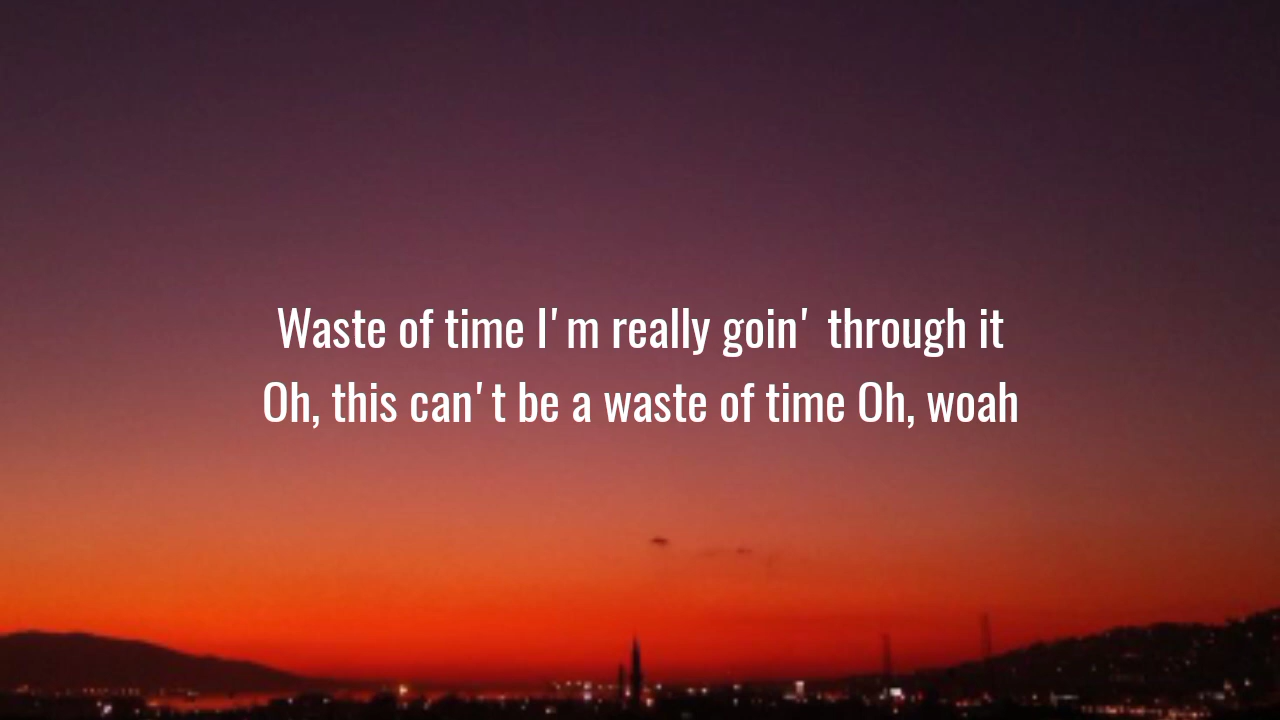 Waste of time I'm really goin' through it
Oh, this can't be a waste of time Oh, woah